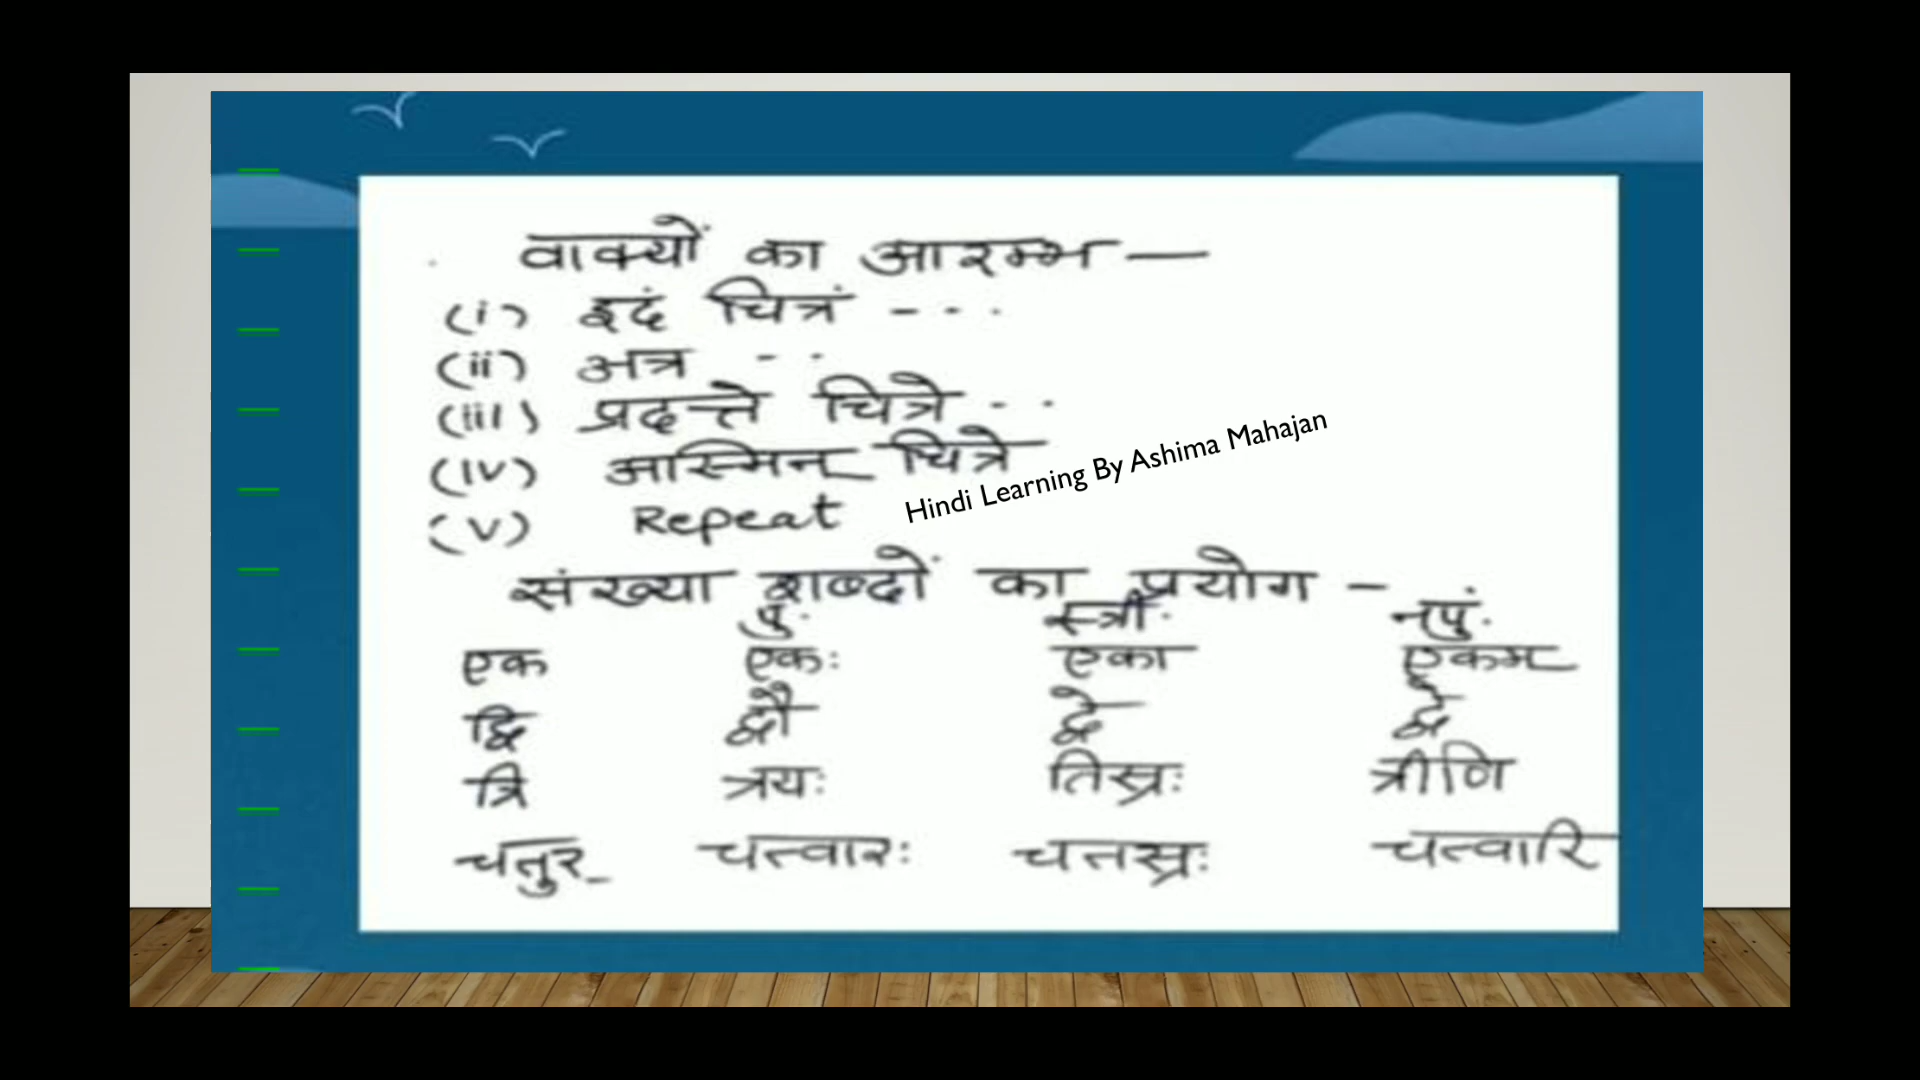 वाक्यों का आरम्भ —
(i) इदं चित्रं - - - .
(ii) अत्र - - .
(iii) प्रदत्ते चित्रे - - .
(iv) अस्मिन् चित्रे
(v) Repeat
Hindi Learning By Ashima Mahajan
संख्या शब्दों का प्रयोग -
पु. स्त्री. नपुं.
एक एकः एका एकम्
द्वि द्वौ द्वे द्वे
त्रि त्रयः तिस्रः त्रीणि
चतुर् चत्वारः चतस्रः चत्वारि